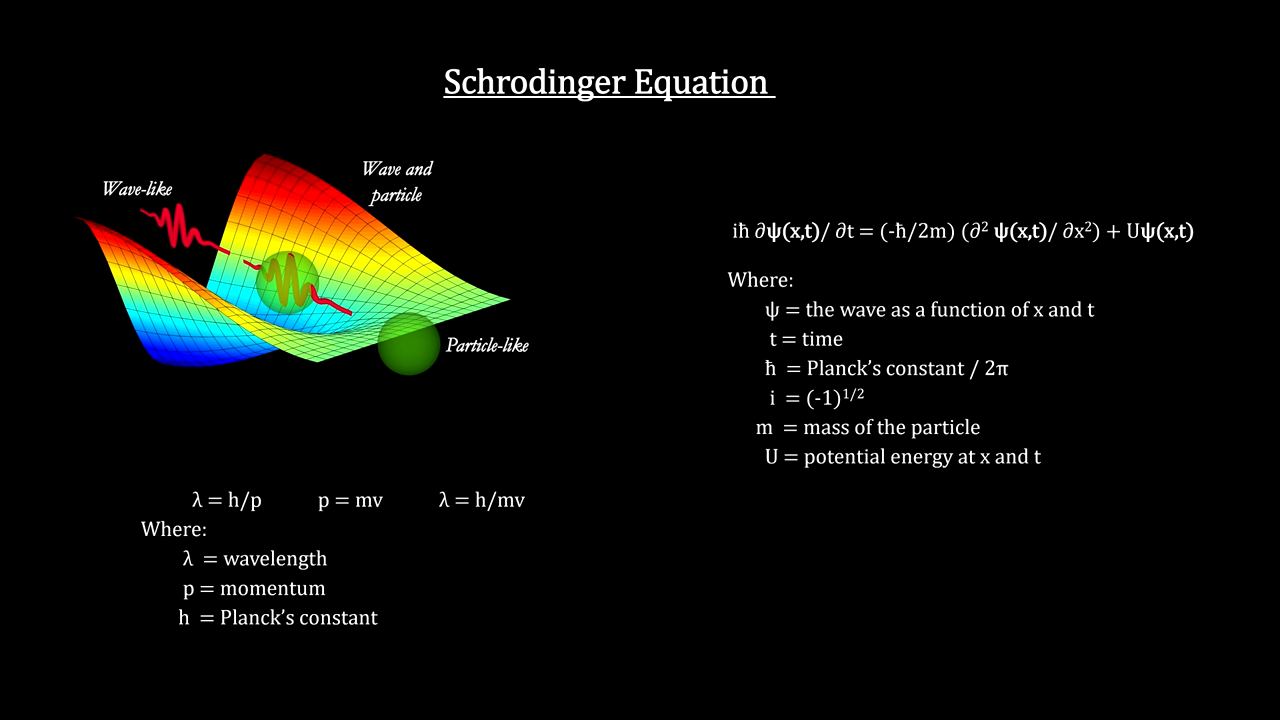 Schrodinger Equation
Wave-like
Wave and
particle
Particle-like
iħ ∂ψ(x,t)/ ∂t = (-ħ/2m) (∂² ψ(x,t)/ ∂x²) + Uψ(x,t)
Where:
ψ = the wave as a function of x and t
t = time
ħ = Planck’s constant / 2π
i = (-1)¹ᐟ²
m = mass of the particle
U = potential energy at x and t
λ = h/p p = mv λ = h/mv
Where:
λ = wavelength
p = momentum
h = Planck’s constant